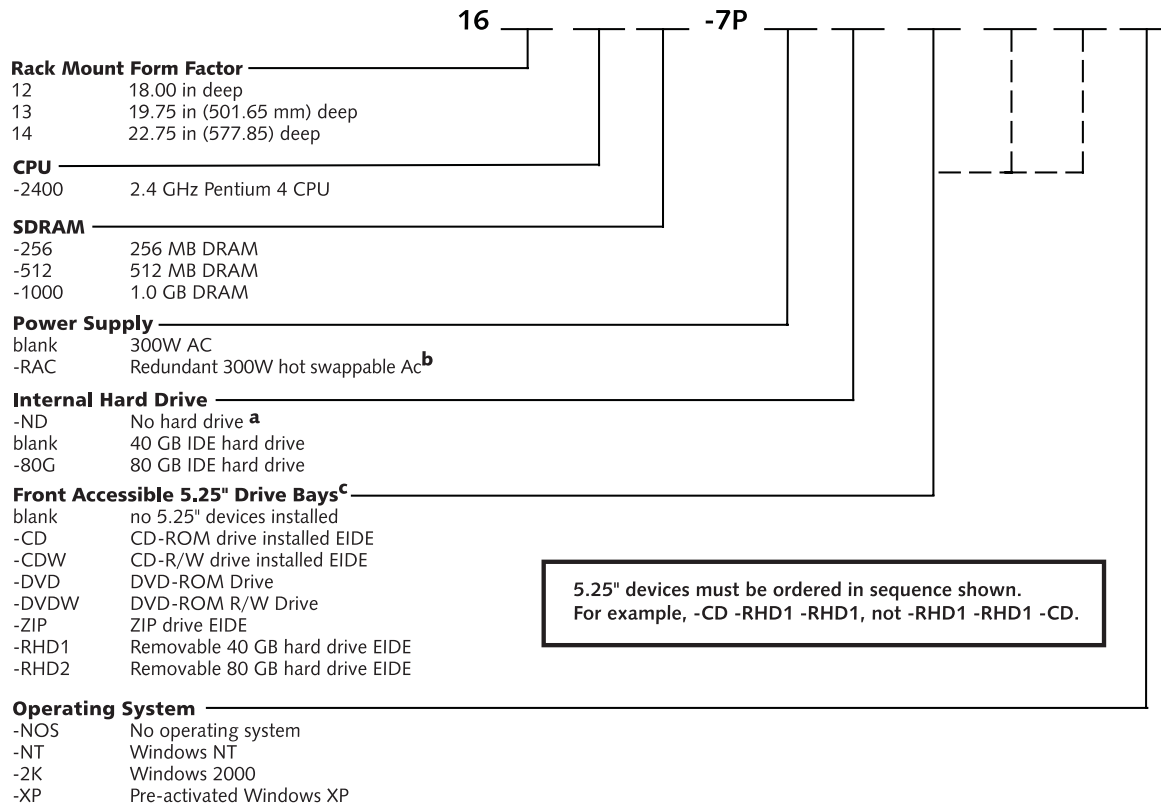 16 -7P
Rack Mount Form Factor
12 18.00 in deep
13 19.75 in (501.65 mm) deep
14 22.75 in (577.85) deep
CPU
-2400 2.4 GHz Pentium 4 CPU
SDRAM
-256 256 MB DRAM
-512 512 MB DRAM
-1000 1.0 GB DRAM
Power Supply
blank 300W AC
-RAC Redundant 300W hot swappable Ac b
Internal Hard Drive
-ND No hard drive a
blank 40 GB IDE hard drive
-80G 80 GB IDE hard drive
Front Accessible 5.25" Drive Bays c
blank no 5.25" devices installed
-CD CD-ROM drive installed EIDE
-CDW CD-R/W drive installed EIDE
-DVD DVD-ROM Drive
-DVDW DVD-ROM R/W Drive
-ZIP ZIP drive EIDE
-RHD1 Removable 40 GB hard drive EIDE
-RHD2 Removable 80 GB hard drive EIDE
5.25" devices must be ordered in sequence shown.
For example, -CD -RHD1 -RHD1, not -RHD1 -RHD1 -CD.
Operating System
-NOS No operating system
-NT Windows NT
-2K Windows 2000
-XP Pre-activated Windows XP